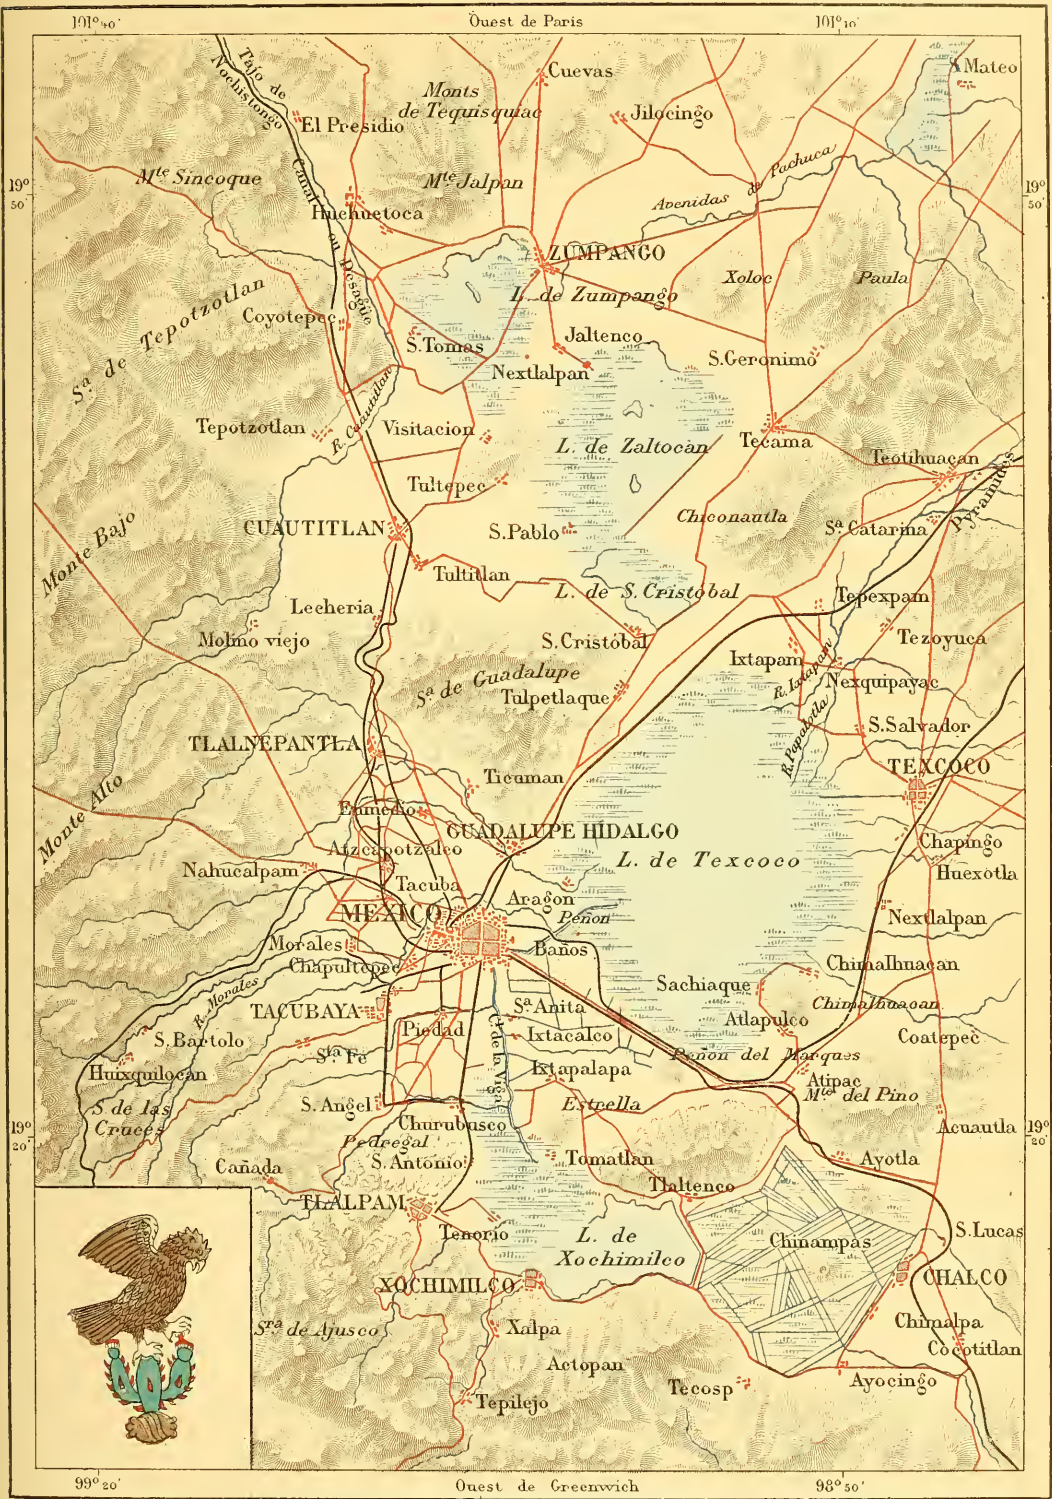 101° 40'
Ouest de Paris
101° 10'
Tajo de
Nochistongo
Cuevas
S. Mateo
Monts
de Tequisquiac
Jilocingo
El Presidio
Avenidas de Pachuca
19°
50'
19°
50'
Mte Sincoque
Mte Jalpan
Canal ou Desagüe
Huehuetoca
ZUMPANGO
Xoloc
Paula
L. de Zumpango
Sa. de Tepotzotlan
Coyotepec
S. Tomas
Jaltenco
S. Geronimo
Nextlalpan
R. Cuautitlan
Tepotzotlan
Visitacion
L. de Zaltocan
Tecama
Teotihuacan
Pyramides
Tultepec
Chiconautla
CUAUTITLAN
S. Pablo
Sa. Catarina
Monte Bajo
Tultitlan
L. de S. Cristóbal
Tepexpam
Lecheria
Molino viejo
S. Cristóbal
Tezoyuca
Ixtapam
R. Ixtapam
Nexquipayac
Sa de Guadalupe
Tulpetlaque
R. Papalotla
S. Salvador
TLALNEPANTLA
TEXCOCO
Ticuman
Monte Alto
Enmedio
GUADALUPE HIDALGO
Chapingo
Atzcapotzalco
L. de Texcoco
Nahucalpam
Huexotla
Tacuba
Aragon
MEXICO
Peñon
Nextlalpan
Morales
Baños
Chapultepec
Chimalhuacan
R. Morales
Sachiaque
Chimalhuacan
TACUBAYA
Sa Anita
Atlapulco
Piedad
Cl. de la Viga
Ixtacalco
Coatepec
S. Bartolo
Sta Fé
Peñon del Marques
Huixquilocan
Ixtapalapa
Atipac
Mte del Pino
S. de las
Cruces
S. Angel
Estrella
Churubusco
19°
20'
19°
20'
Acuautla
Pedregal
S. Antonio
Tomatlan
Ayotla
Cañada
Tlaltenco
TLALPAM
Tenorio
L. de
Xochimilco
Chinampas
S. Lucas
XOCHIMILCO
CHALCO
Sra de Ajusco
Xalpa
Chimalpa
Cocotitlan
Actopan
Tecosp
Ayocingo
Tepilejo
99° 20'
Ouest de Greenwich
98° 50'